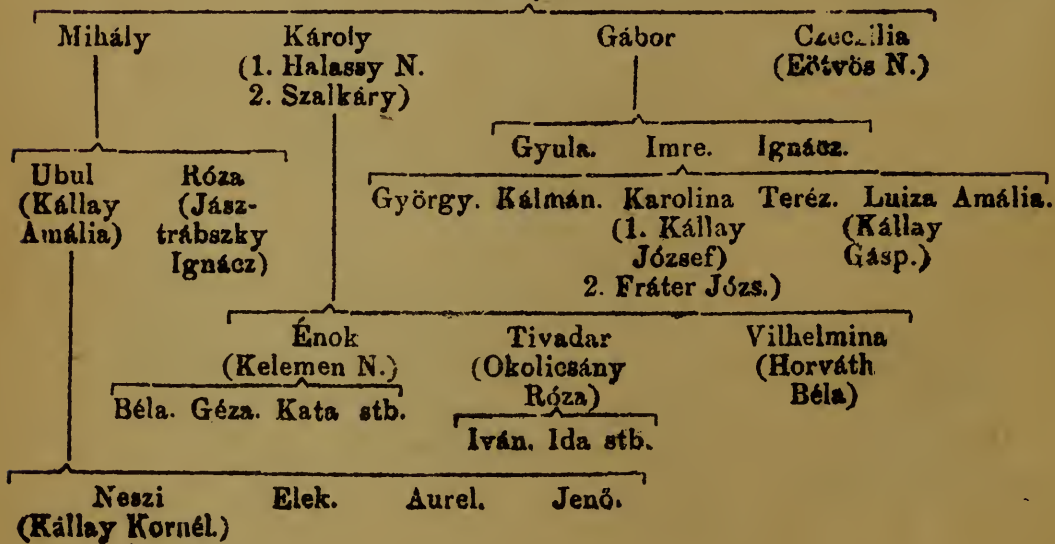 Mihály Károly Gábor Czeczilia
(1. Halassy N. (Eötvös N.)
2. Szalkáry)
Gyula. Imre. Ignácz.
Ubul Róza
(Kállay (Jász-
Amália) trábszky
Ignácz)
György. Kálmán. Karolina Teréz. Luiza Amália.
(1. Kállay (Kállay
József) Gásp.)
2. Fráter Józs.)
Énok Tivadar Vilhelmina
(Kelemen N.) (Okolicsány (Horváth
Róza) Béla)
Béla. Géza. Kata stb.
Iván. Ida stb.
Neszi Elek. Aurel. Jenő.
(Kállay Kornél.)